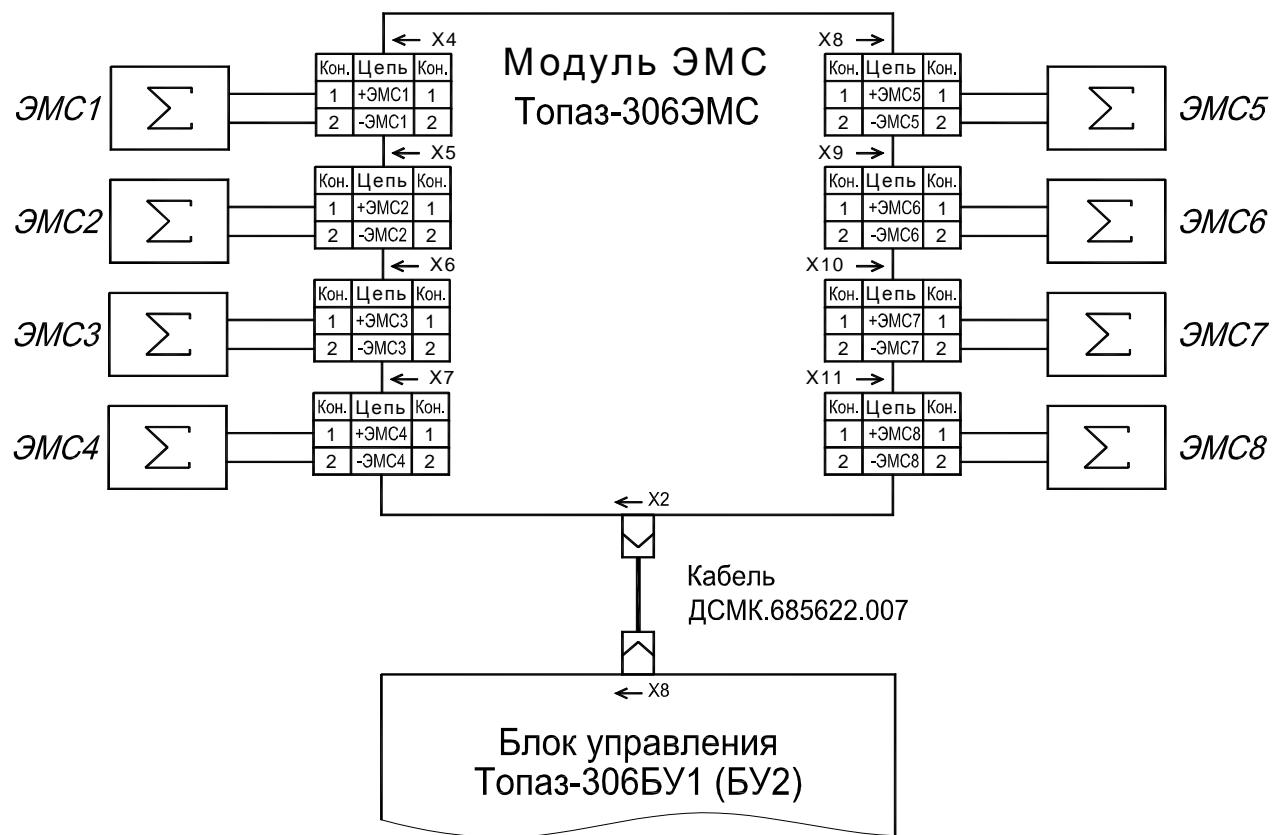 X4
X8
Модуль ЭМС
Топаз-306ЭМС
ЭМС1
Кон. Цепь Кон.
1 +ЭМС1 1
2 -ЭМС1 2
Кон. Цепь Кон.
1 +ЭМС5 1
2 -ЭМС5 2
ЭМС5
X5
X9
ЭМС2
Кон. Цепь Кон.
1 +ЭМС2 1
2 -ЭМС2 2
Кон. Цепь Кон.
1 +ЭМС6 1
2 -ЭМС6 2
ЭМС6
X6
X10
ЭМС3
Кон. Цепь Кон.
1 +ЭМС3 1
2 -ЭМС3 2
Кон. Цепь Кон.
1 +ЭМС7 1
2 -ЭМС7 2
ЭМС7
X7
X11
ЭМС4
Кон. Цепь Кон.
1 +ЭМС4 1
2 -ЭМС4 2
Кон. Цепь Кон.
1 +ЭМС8 1
2 -ЭМС8 2
ЭМС8
X2
Кабель
ДСМК.685622.007
X8
Блок управления
Топаз-306БУ1 (БУ2)